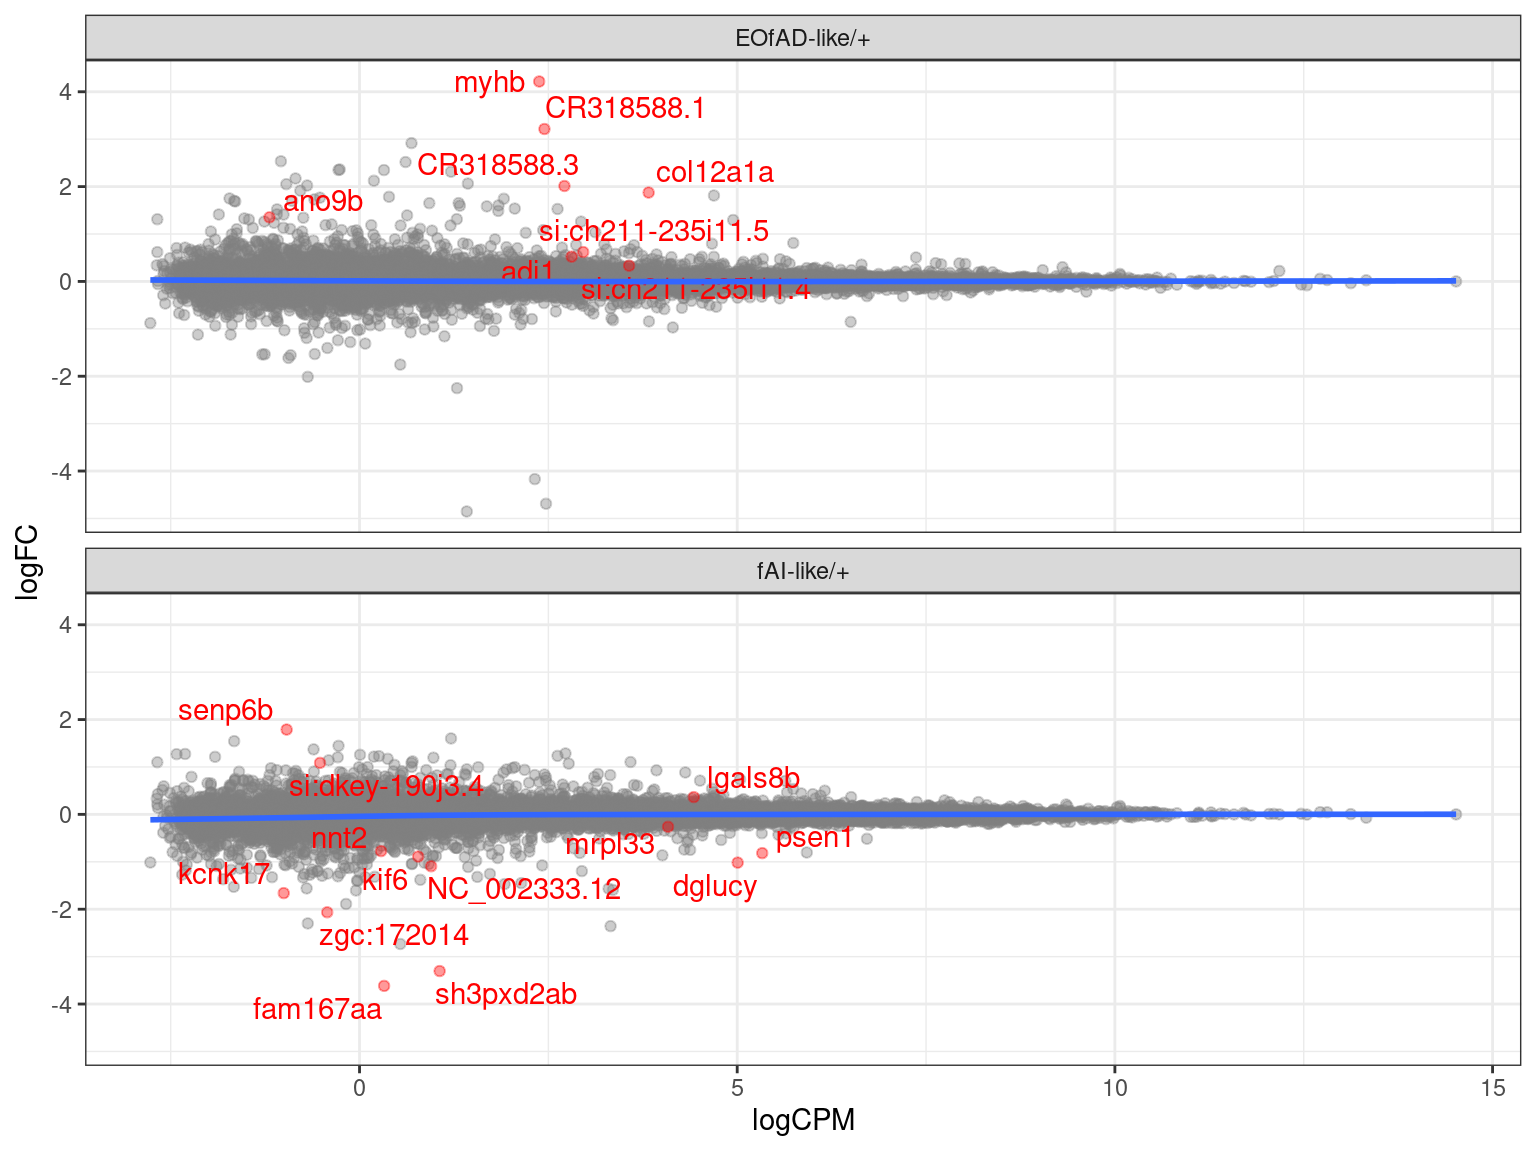 EOfAD-like/+
myhb
CR318588.1
CR318588.3
col12a1a
ano9b
si:ch211-235i11.5
adi1
si:ch211-235i11.4
4
2
0
-2
-4
logFC
fAI-like/+
senp6b
si:dkey-190j3.4
lgals8b
nnt2
mrpl33
psen1
kcnk17
kif6
NC_002333.12
dglucy
zgc:172014
sh3pxd2ab
fam167aa
4
2
0
-2
-4
0
5
10
15
logCPM